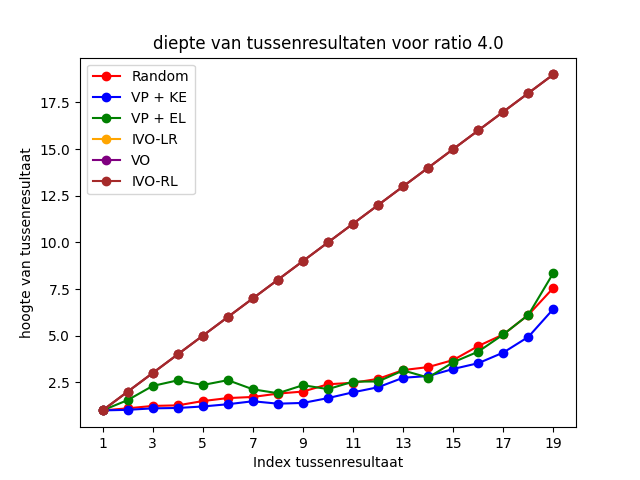 diepte van tussenresultaten voor ratio 4.0
Random
VP + KE
VP + EL
IVO-LR
VO
IVO-RL
hoogte van tussenresultaat
17.5
15.0
12.5
10.0
7.5
5.0
2.5
1 3 5 7 9 11 13 15 17 19
Index tussenresultaat